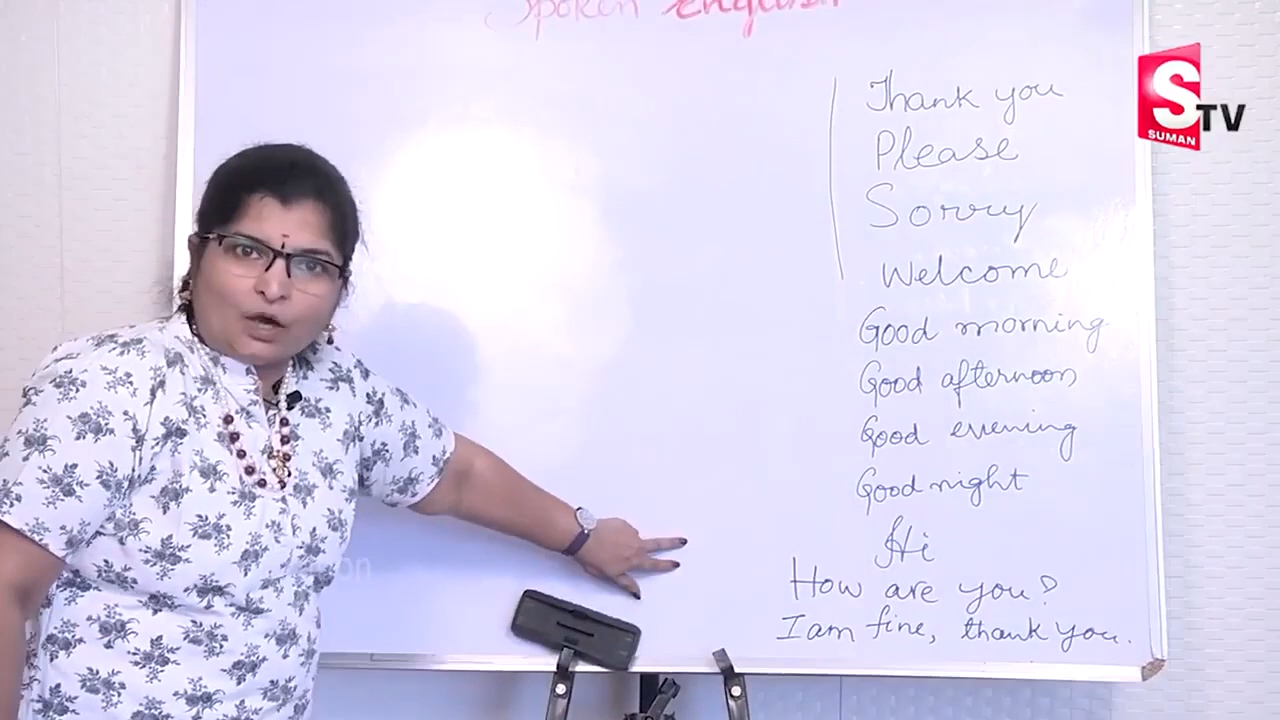 Spoken English
Thank you
Please
Sorry
Welcome
Good morning
Good afternoon
Good evening
Good night
Hi
How are you?
I am fine, thank you.
S TV
SUMAN